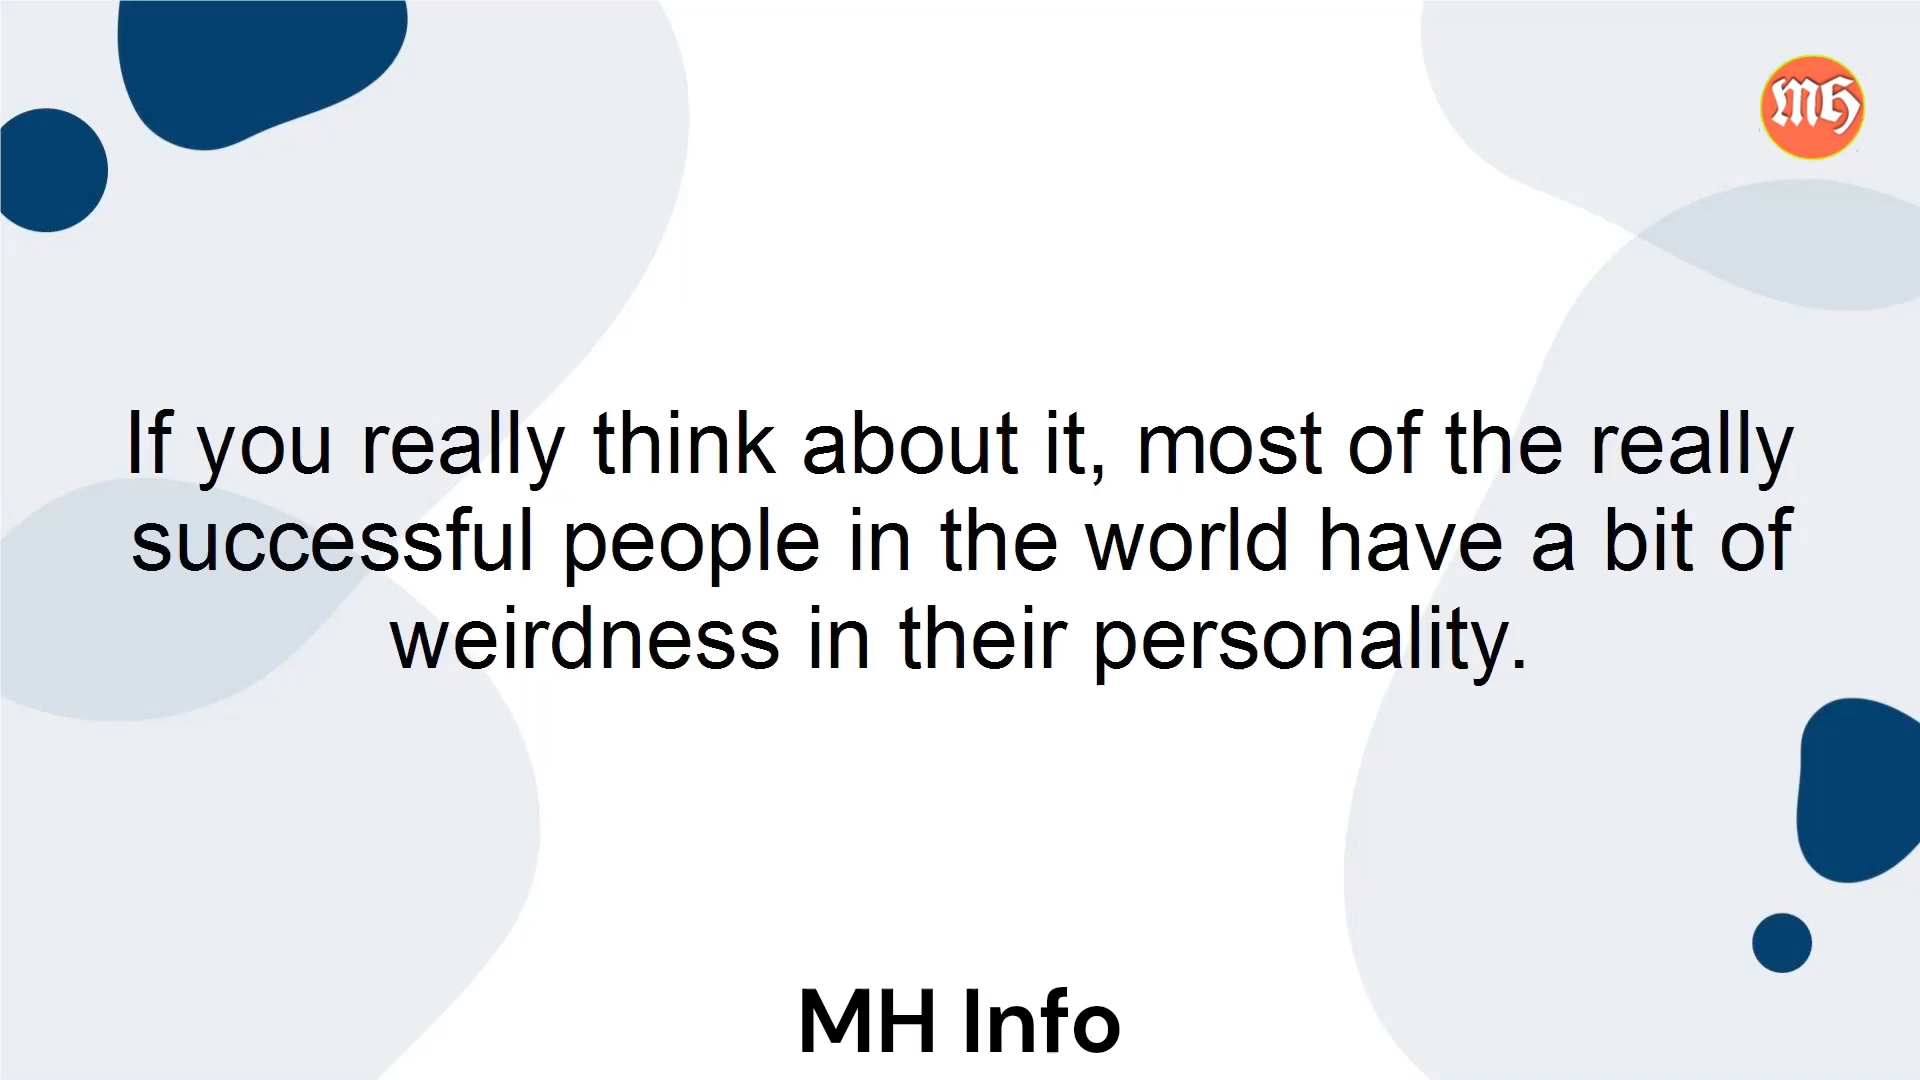 MH
If you really think about it, most of the really
successful people in the world have a bit of
weirdness in their personality.
MH Info